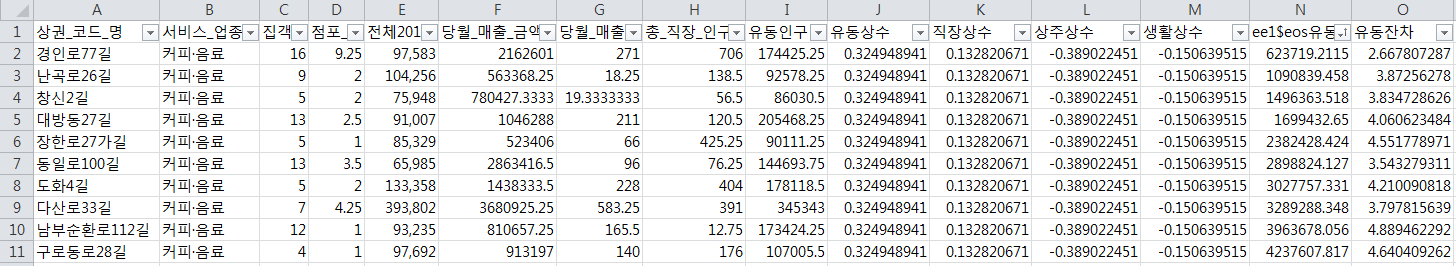 A B C D E F G H I J K L M N O
1 상권_코드_명 서비스_업종 집객 점포_ 전체201 당월_매출_금액 당월_매출 총_직장_인구 유동인구 유동상수 직장상수 상주상수 생활상수 ee1$eos유동 유동잔차
2 경인로77길 커피·음료 16 9.25 97,583 2162601 271 706 174425.25 0.324948941 0.132820671 -0.389022451 -0.150639515 623719.2115 2.667807287
3 난곡로26길 커피·음료 9 2 104,256 563368.25 18.25 138.5 92578.25 0.324948941 0.132820671 -0.389022451 -0.150639515 1090839.458 3.87256278
4 창신2길 커피·음료 5 2 75,948 780427.3333 19.3333333 56.5 86030.5 0.324948941 0.132820671 -0.389022451 -0.150639515 1496363.518 3.834728626
5 대방동27길 커피·음료 13 2.5 91,007 1046288 211 120.5 205468.25 0.324948941 0.132820671 -0.389022451 -0.150639515 1699432.65 4.060623484
6 장한로27가길 커피·음료 5 1 85,329 523406 66 425.25 90111.25 0.324948941 0.132820671 -0.389022451 -0.150639515 2382428.424 4.551778971
7 동일로100길 커피·음료 13 3.5 65,985 2863416.5 96 76.25 144693.75 0.324948941 0.132820671 -0.389022451 -0.150639515 2898824.127 3.543279311
8 도화4길 커피·음료 5 2 133,358 1438333.5 228 404 178118.5 0.324948941 0.132820671 -0.389022451 -0.150639515 3027757.331 4.210090818
9 다산로33길 커피·음료 7 4.25 393,802 3680925.25 583.25 391 345343 0.324948941 0.132820671 -0.389022451 -0.150639515 3289288.348 3.797815639
10 남부순환로112길 커피·음료 12 1 93,235 810657.25 165.5 12.75 173424.25 0.324948941 0.132820671 -0.389022451 -0.150639515 3963678.056 4.889462292
11 구로동로28길 커피·음료 4 1 97,692 913197 140 176 107005.5 0.324948941 0.132820671 -0.389022451 -0.150639515 4237607.817 4.640409262